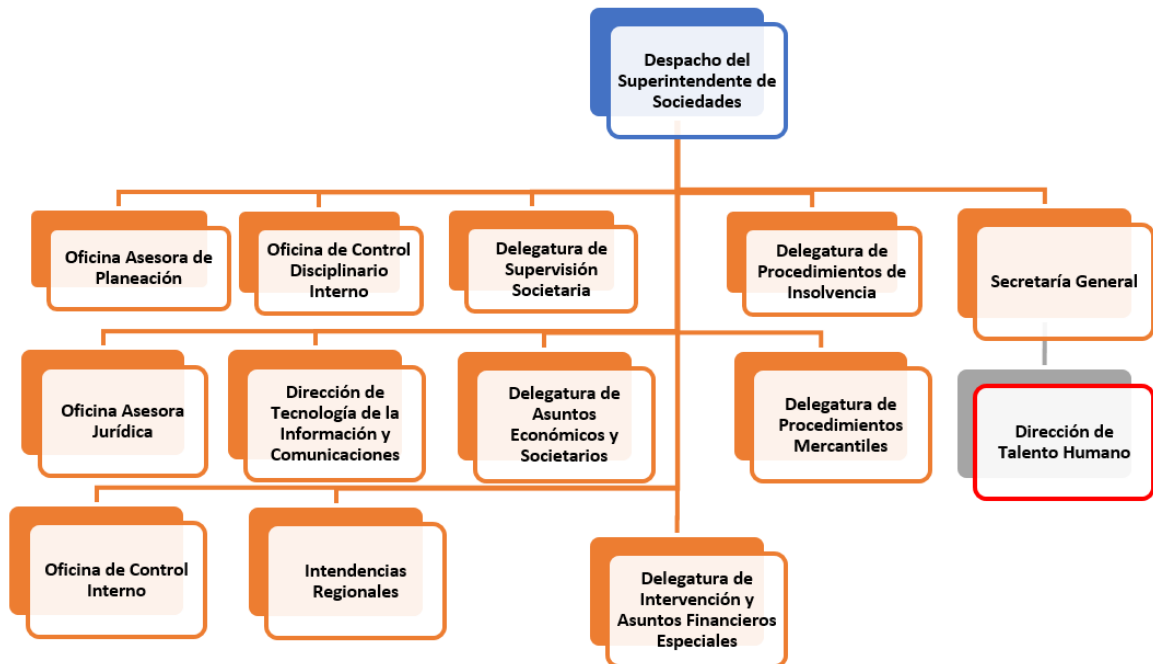 Despacho del
Superintendente de
Sociedades
Oficina Asesora de
Planeación
Oficina de Control
Disciplinario
Interno
Delegatura de
Supervisión
Societaria
Delegatura de
Procedimientos de
Insolvencia
Secretaría General
Oficina Asesora
Jurídica
Dirección de
Tecnología de la
Información y
Comunicaciones
Delegatura de
Asuntos
Económicos y
Societarios
Delegatura de
Procedimientos
Mercantiles
Dirección de
Talento Humano
Oficina de Control
Interno
Intendencias
Regionales
Delegatura de
Intervención y
Asuntos Financieros
Especiales